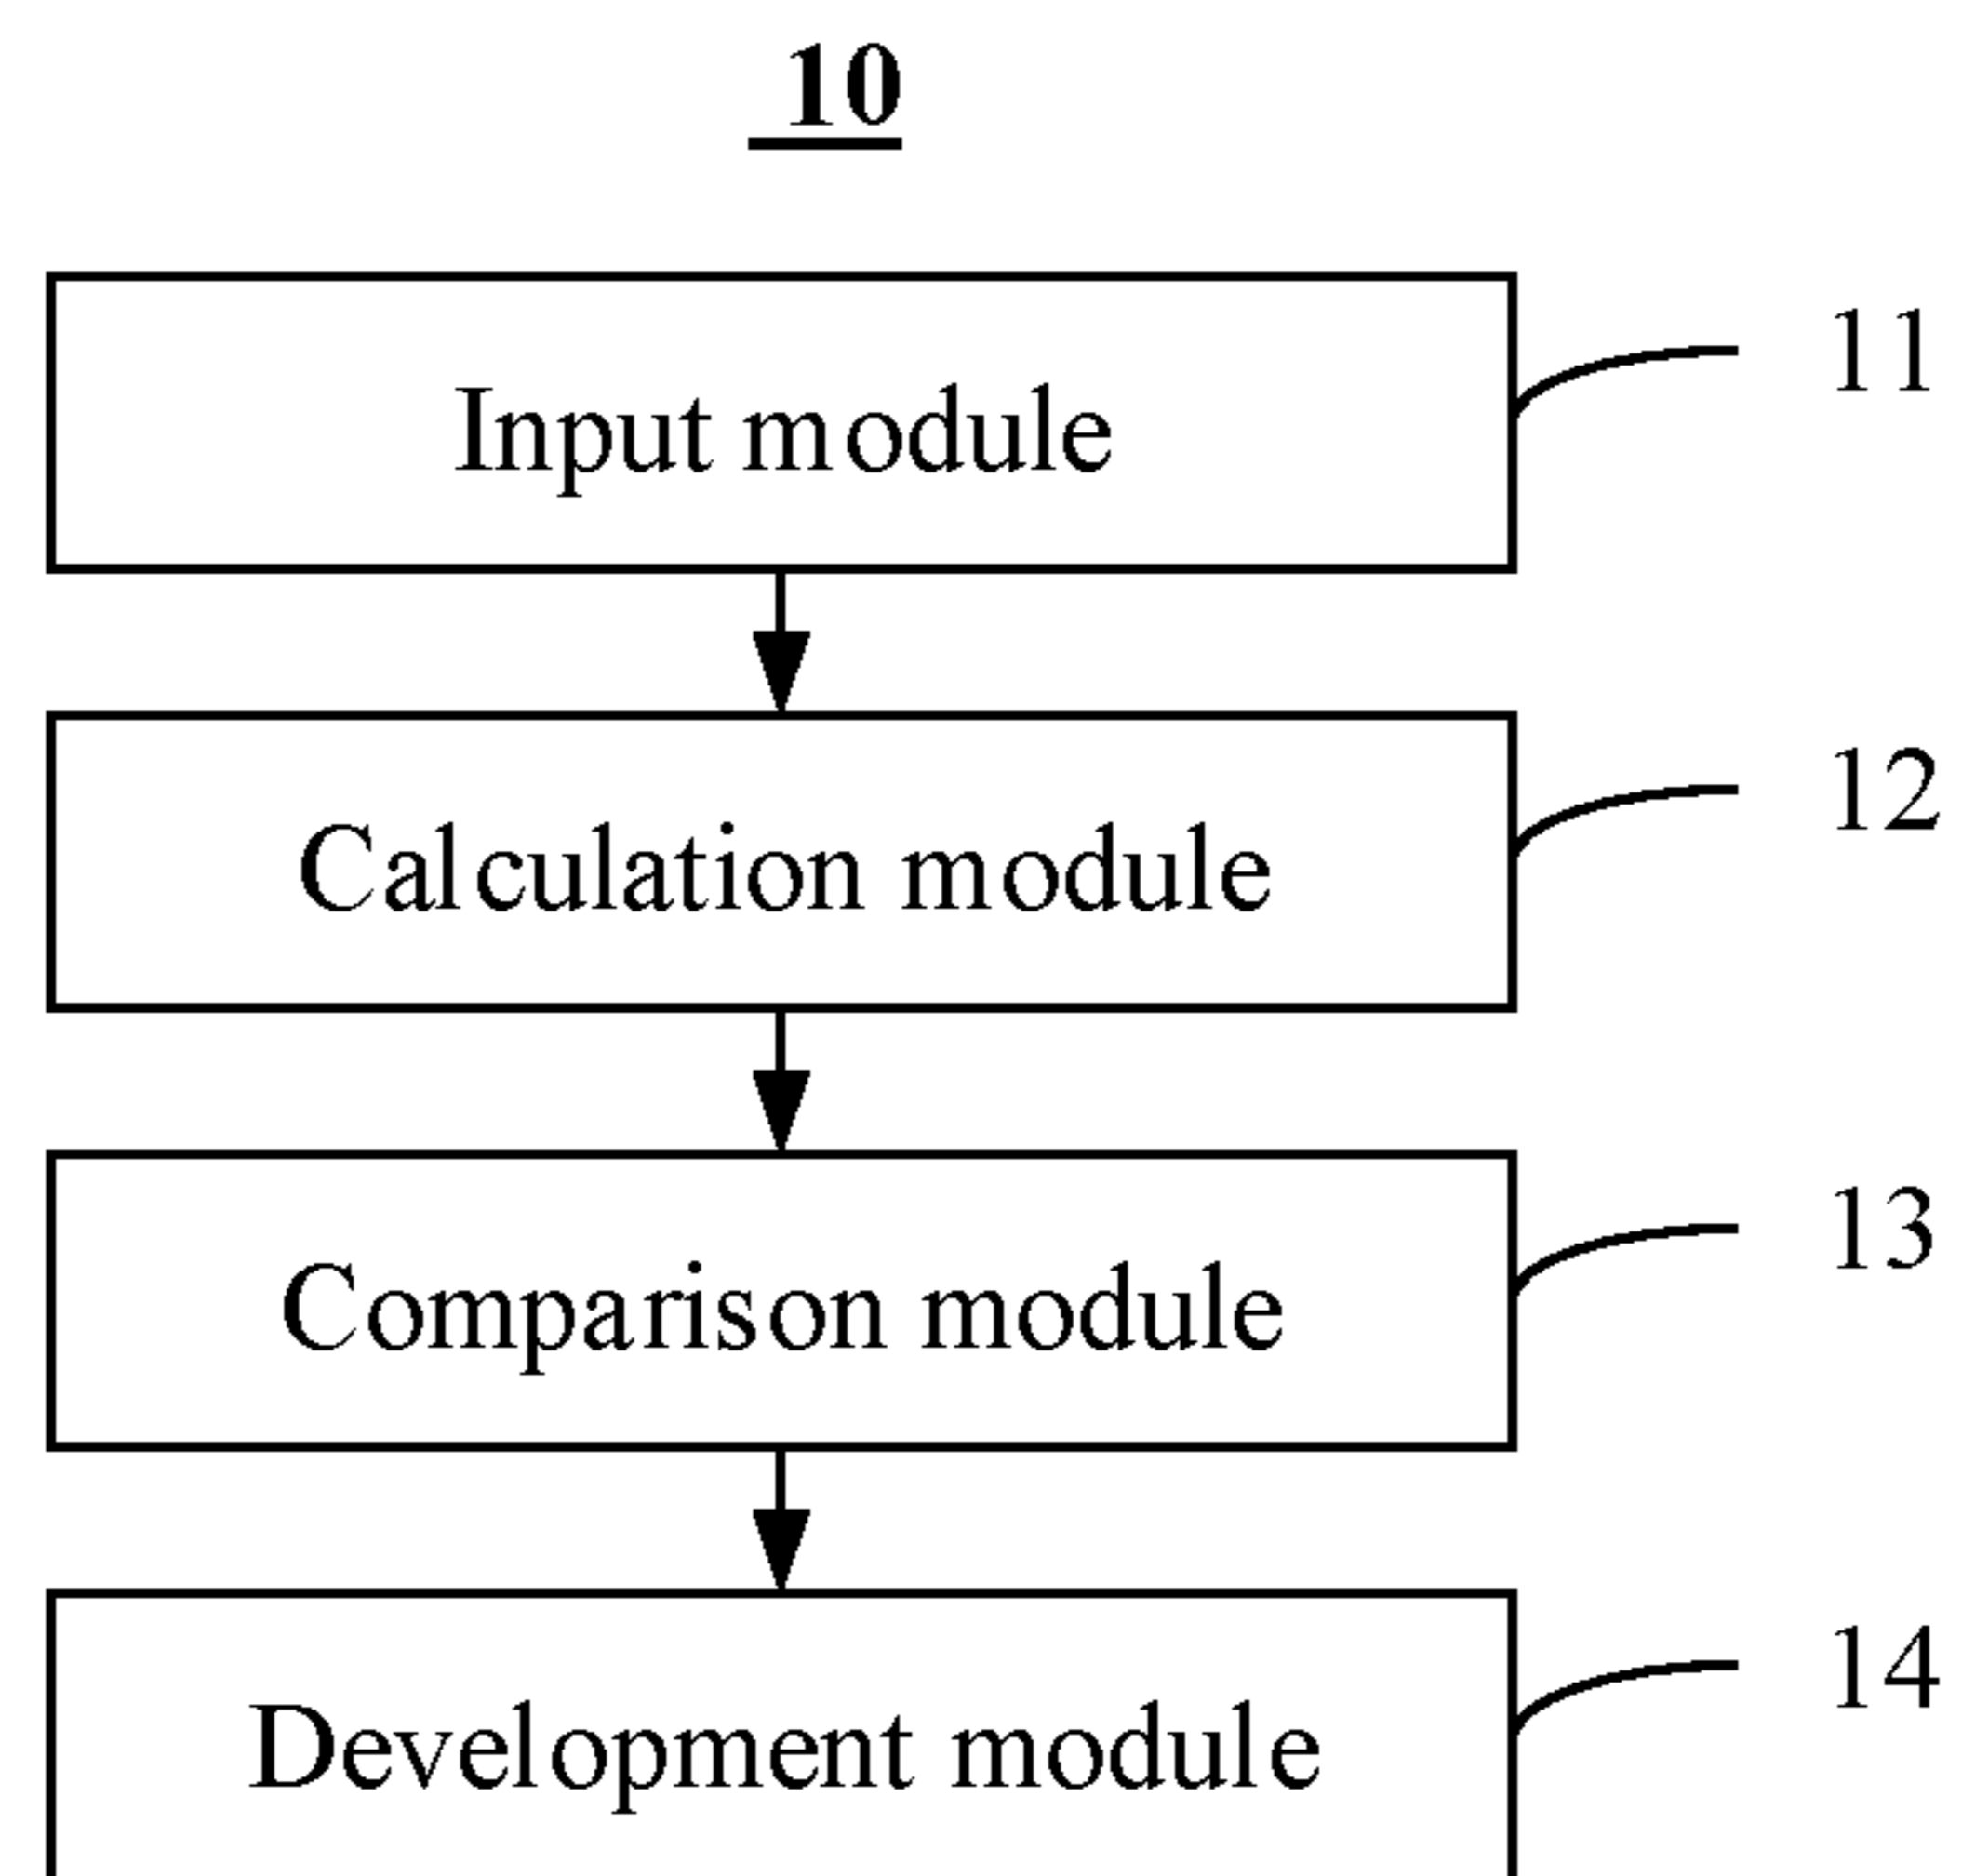 10
Input module
11
Calculation module
12
Comparison module
13
Development module
14